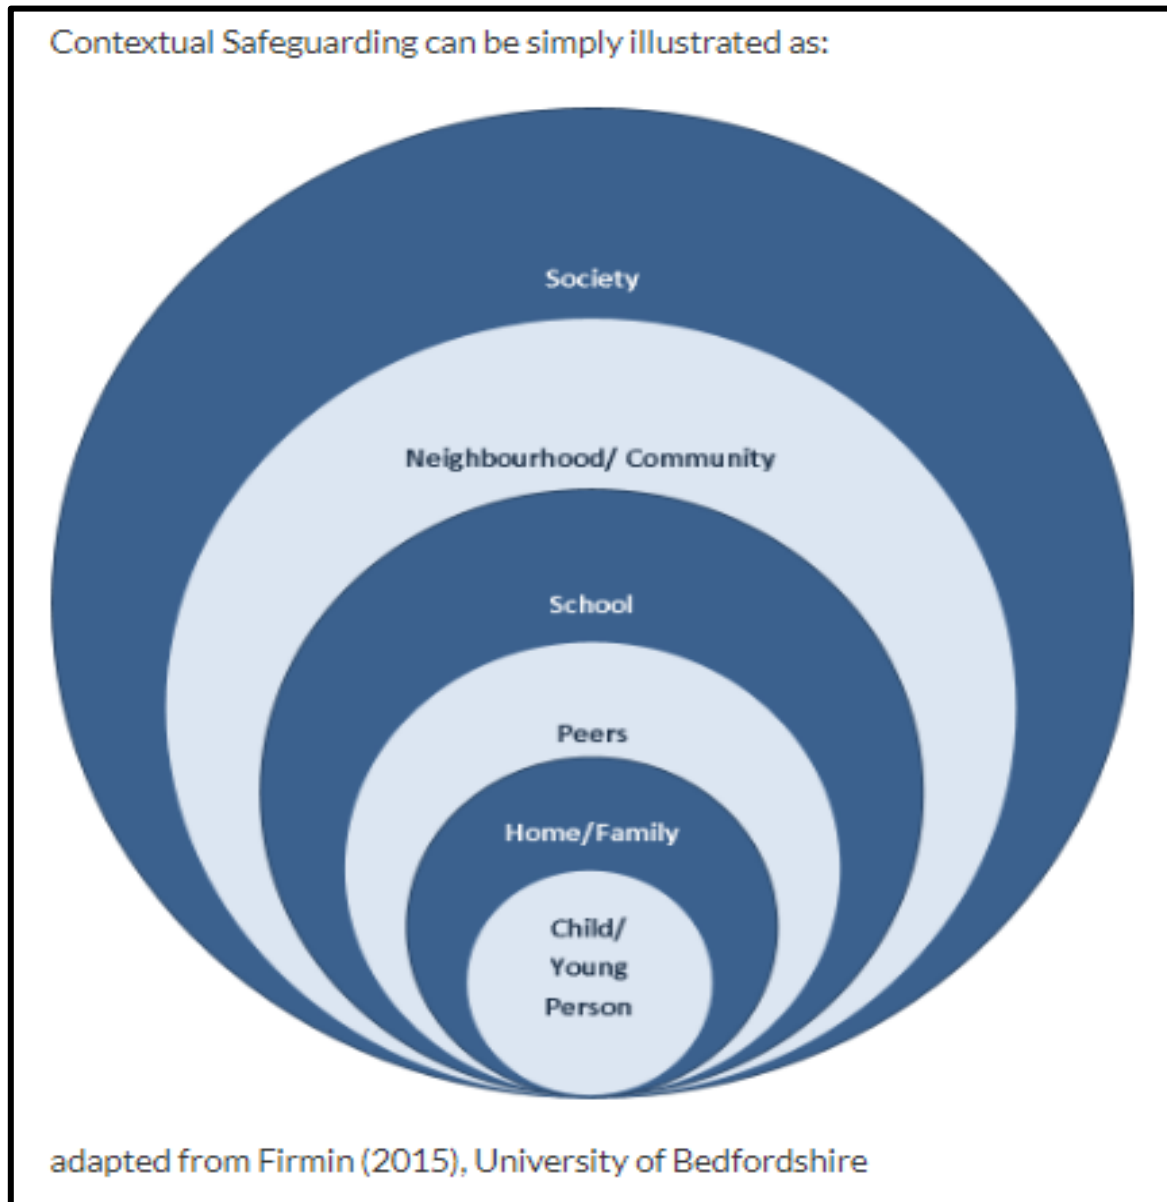 Contextual Safeguarding can be simply illustrated as:
Society
Neighbourhood/ Community
School
Peers
Home/Family
Child/
Young
Person
adapted from Firmin (2015), University of Bedfordshire